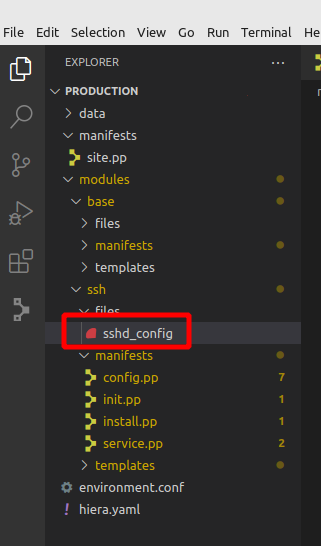 File Edit Selection View Go Run Terminal He
EXPLORER
PRODUCTION
data
manifests
site.pp
modules
base
files
manifests
templates
ssh
files
sshd_config
manifests
config.pp 7
init.pp 1
install.pp 1
service.pp 2
templates
environment.conf
! hiera.yaml